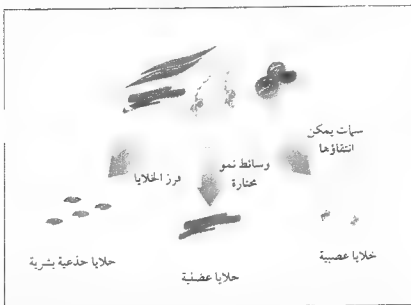 سمات يمكن
انتقاؤها
وسائط نمو
مختارة
فرز الخلايا
خلايا جذعية بشرية
خلايا عضلية
خلايا عصبية